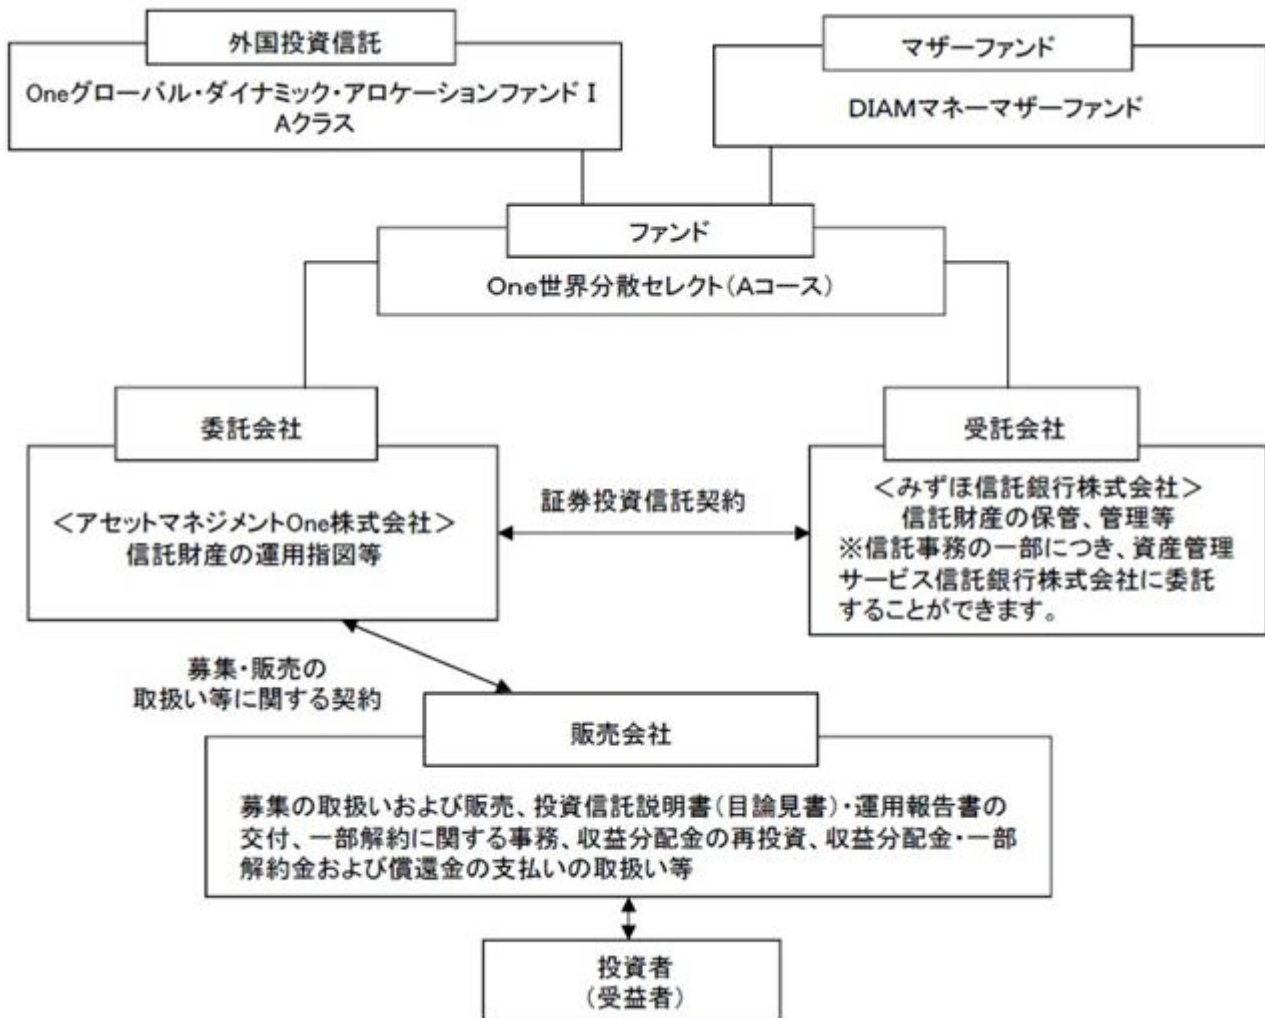 外国投資信託
Oneグローバル・ダイナミック・アロケーションファンドⅠ
Aクラス
マザーファンド
DIAMマネーマザーファンド
ファンド
One世界分散セレクト(Aコース)
委託会社
＜アセットマネジメントOne株式会社＞
信託財産の運用指図等
証券投資信託契約
受託会社
＜みずほ信託銀行株式会社＞
信託財産の保管、管理等
※信託事務の一部につき、資産管理
サービス信託銀行株式会社に委託
することができます。
募集・販売の
取扱い等に関する契約
販売会社
募集の取扱いおよび販売、投資信託説明書(目論見書)・運用報告書の
交付、一部解約に関する事務、収益分配金の再投資、収益分配金・一部
解約金および償還金の支払いの取扱い等
投資者
(受益者)